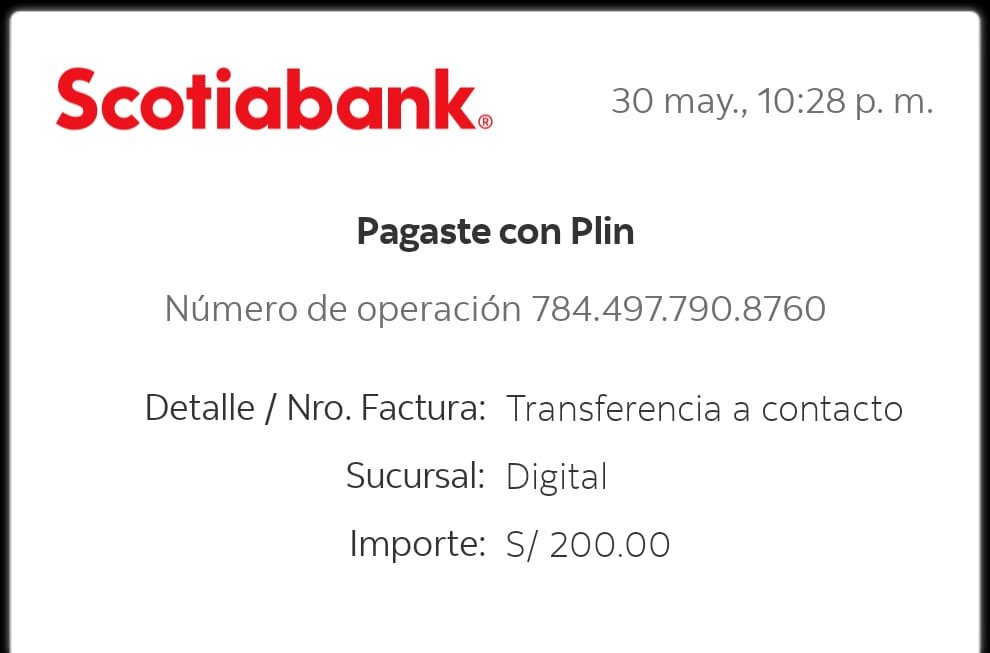 Scotiabank®
30 may., 10:28 p. m.
Pagaste con Plin
Número de operación 784.497.790.8760
Detalle / Nro. Factura: Transferencia a contacto
Sucursal: Digital
Importe: S/ 200.00